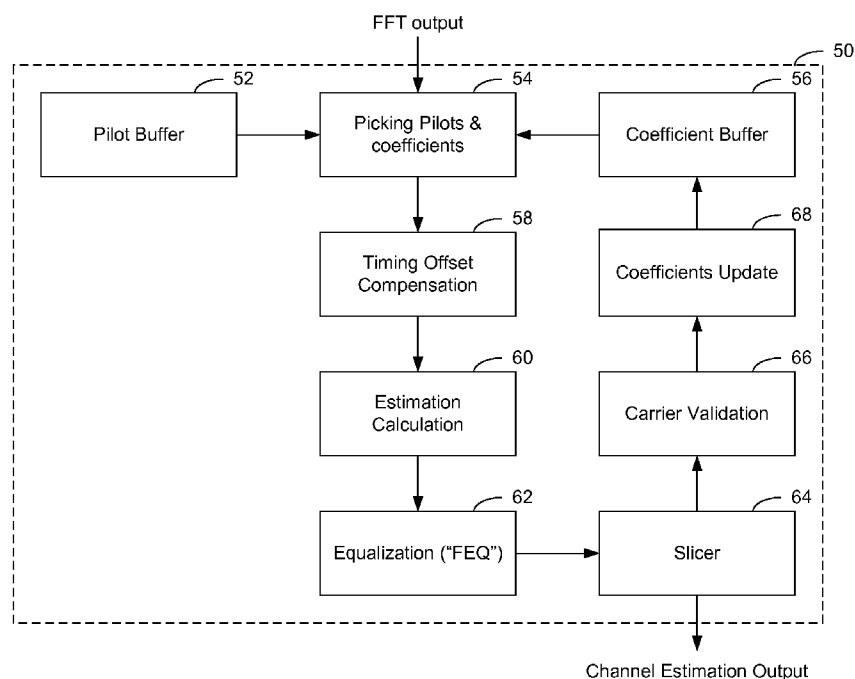 FFT output
50
52
54
56
Pilot Buffer
Picking Pilots &
coefficients
Coefficient Buffer
58
68
Timing Offset
Compensation
Coefficients Update
60
66
Estimation
Calculation
Carrier Validation
62
64
Equalization (“FEQ”)
Slicer
Channel Estimation Output